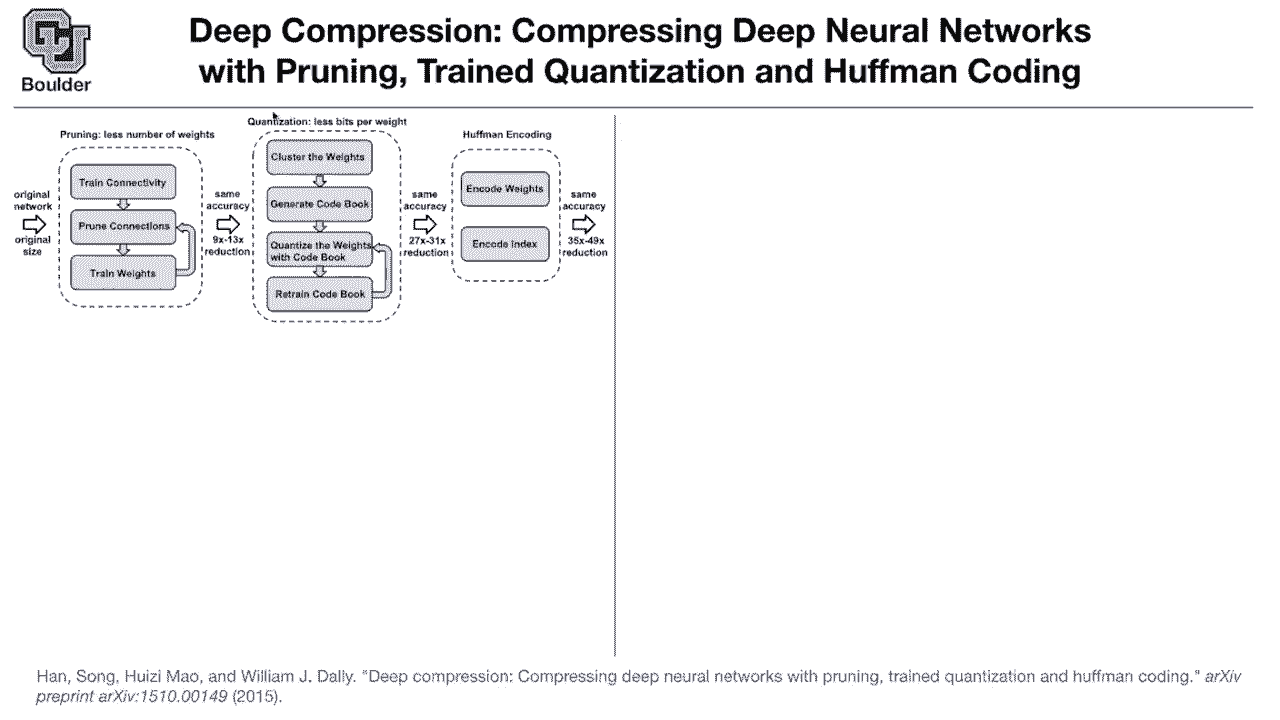 Boulder
Deep Compression: Compressing Deep Neural Networks
with Pruning, Trained Quantization and Huffman Coding
original
network
original
size
Pruning: less number of weights
Train Connectivity
Prune Connections
Train Weights
same
accuracy
9x-13x
reduction
Quantization: less bits per weight
Cluster the Weights
Generate Code Book
Quantize the Weights
with Code Book
Retrain Code Book
same
accuracy
27x-31x
reduction
Huffman Encoding
Encode Weights
Encode Index
same
accuracy
35x-49x
reduction
Han, Song, Huizi Mao, and William J. Dally. "Deep compression: Compressing deep neural networks with pruning, trained quantization and huffman coding." arXiv
preprint arXiv:1510.00149 (2015).